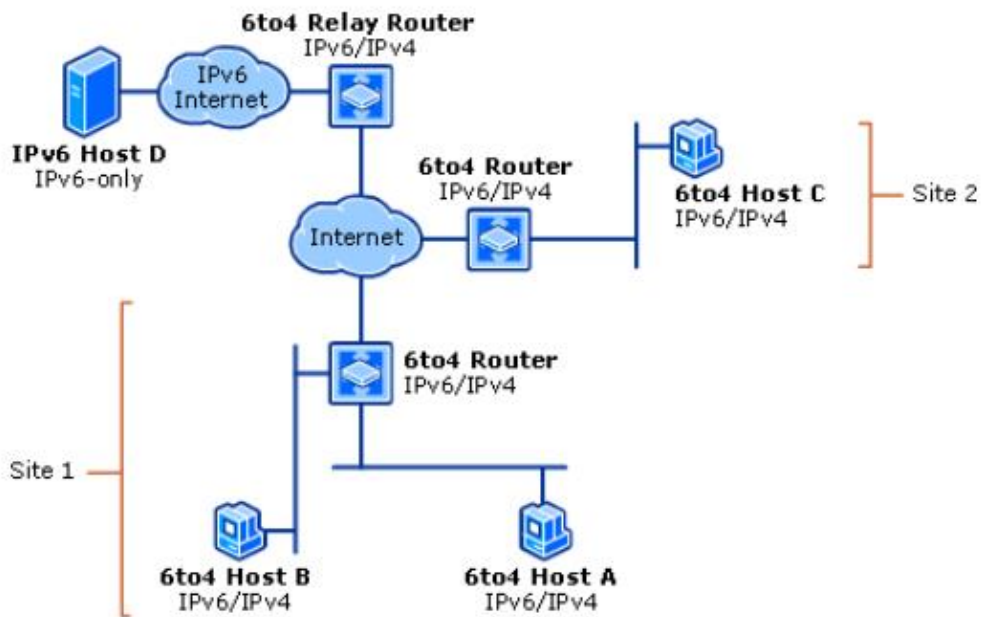 6to4 Relay Router
IPv6/IPv4
IPv6
Internet
IPv6 Host D
IPv6-only
6to4 Router
IPv6/IPv4
6to4 Host C
IPv6/IPv4
Site 2
Internet
6to4 Router
IPv6/IPv4
Site 1
6to4 Host B
IPv6/IPv4
6to4 Host A
IPv6/IPv4